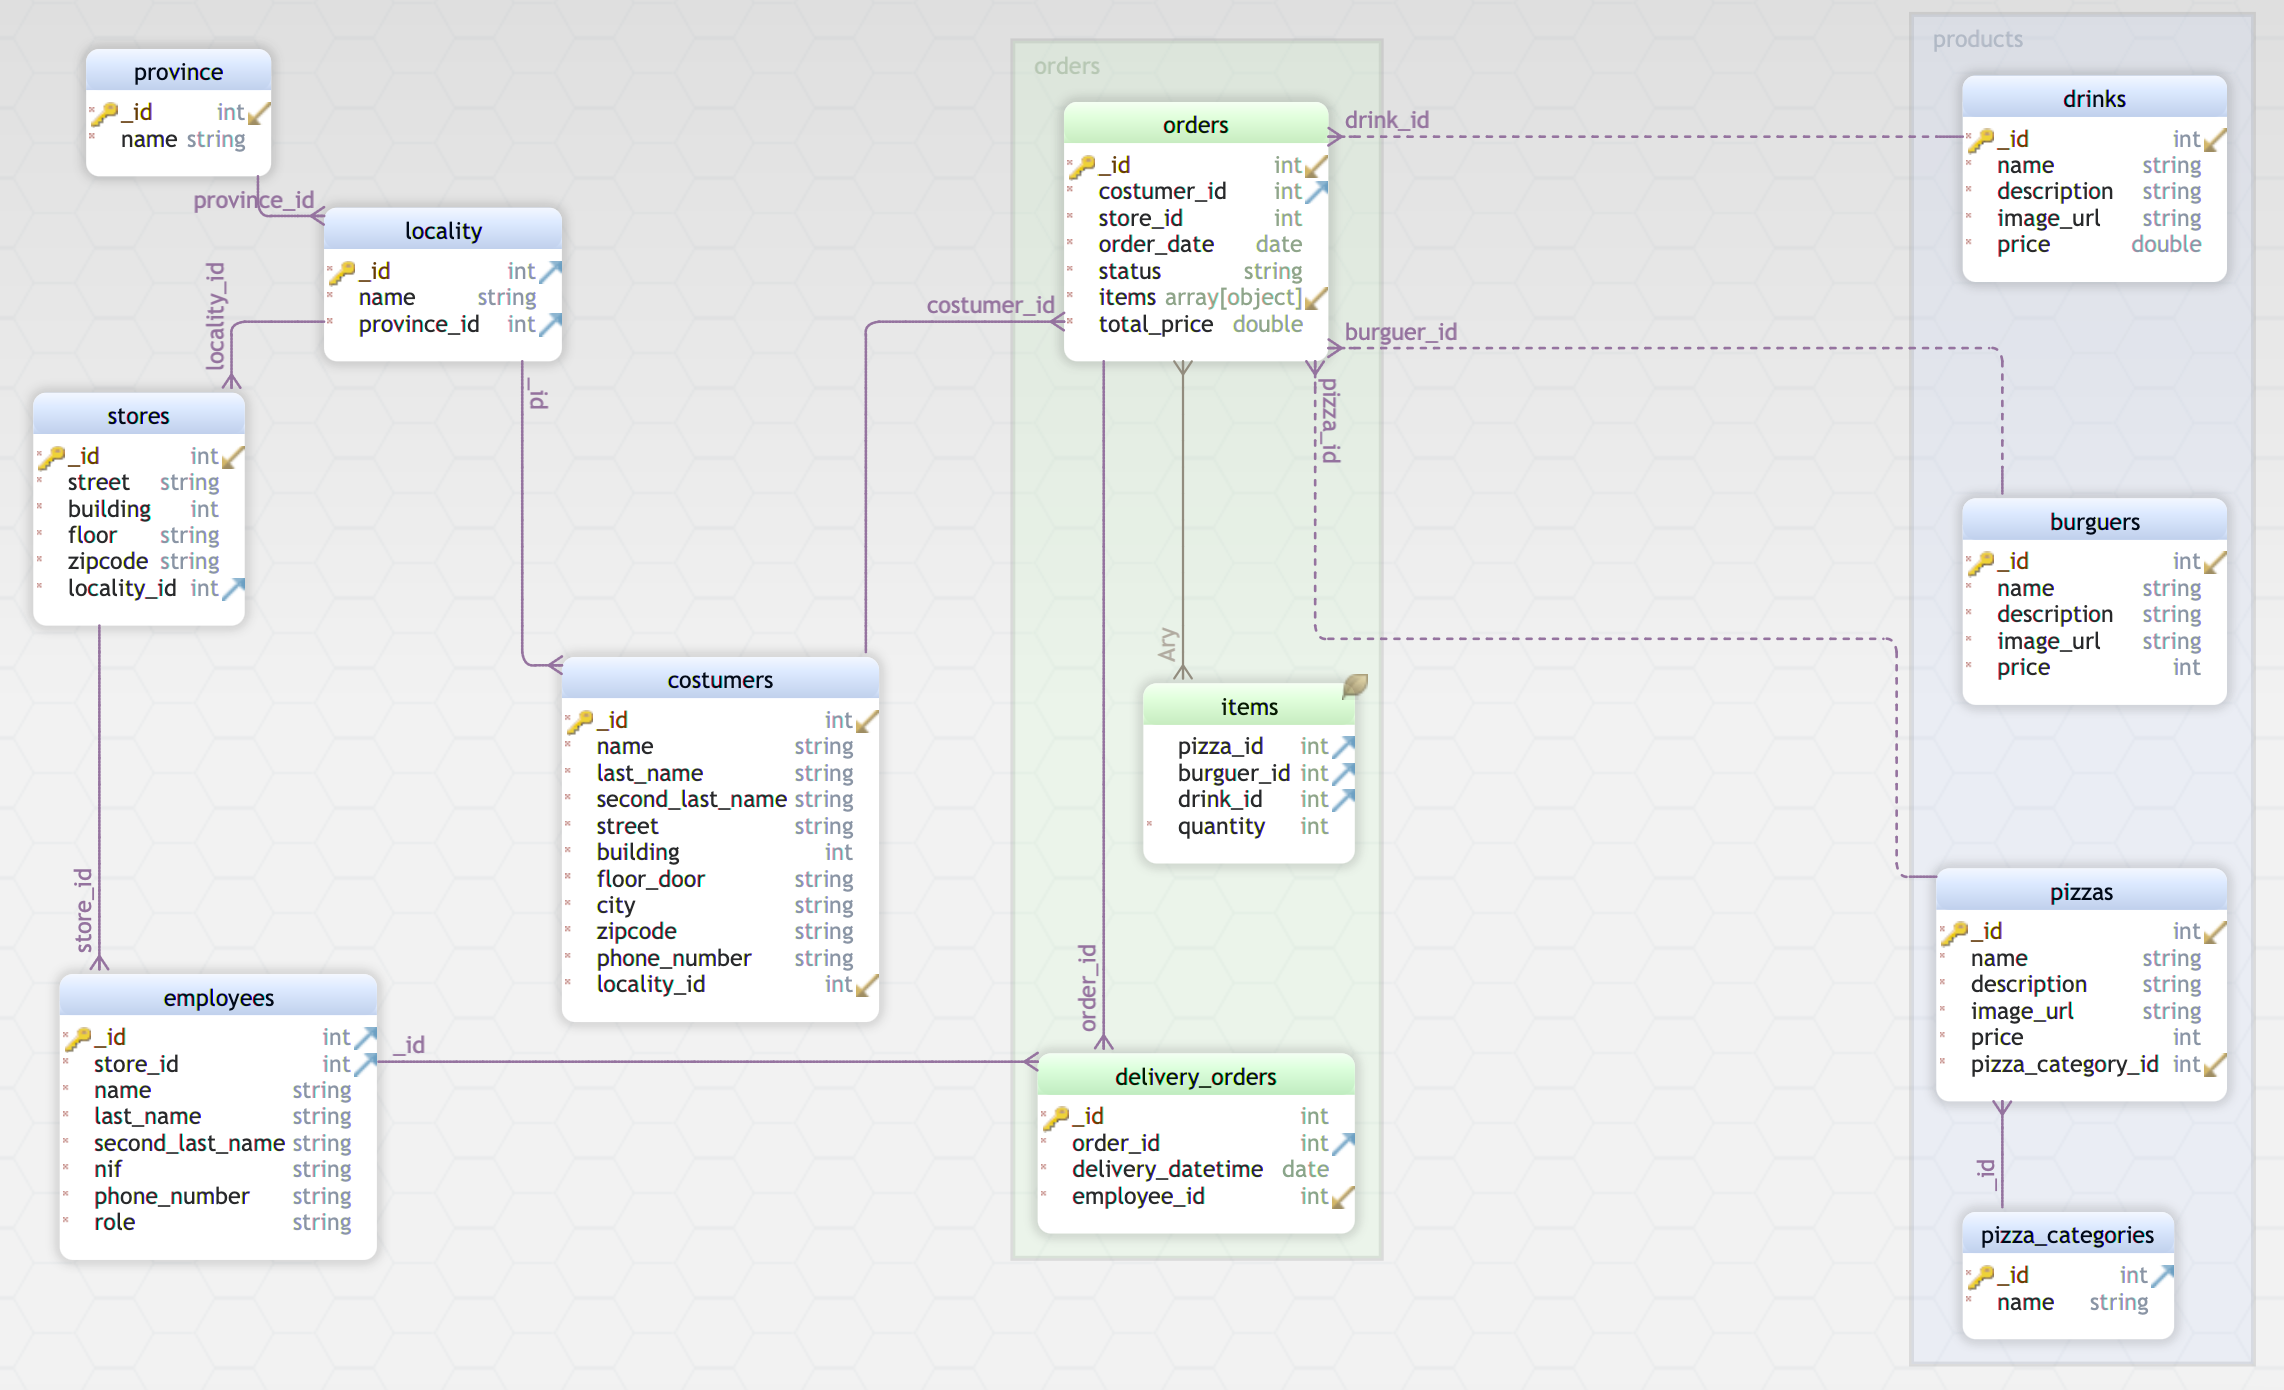 province
_id int
name string
province_id
locality
_id int
name string
province_id int
locality_id
_id
stores
_id int
street string
building int
floor string
zipcode string
locality_id int
store_id
employees
_id int
store_id int
name string
last_name string
second_last_name string
nif string
phone_number string
role string
_id
costumers
_id int
name string
last_name string
second_last_name string
street string
building int
floor_door string
city string
zipcode string
phone_number string
locality_id int
costumer_id
orders
orders
_id int
costumer_id int
store_id int
order_date date
status string
items array[object]
total_price double
drink_id
burguer_id
pizza_id
Ary
items
pizza_id int
burguer_id int
drink_id int
quantity int
order_id
delivery_orders
_id int
order_id int
delivery_datetime date
employee_id int
products
drinks
_id int
name string
description string
image_url string
price double
burguers
_id int
name string
description string
image_url string
price int
pizzas
_id int
name string
description string
image_url string
price int
pizza_category_id int
_id
pizza_categories
_id int
name string